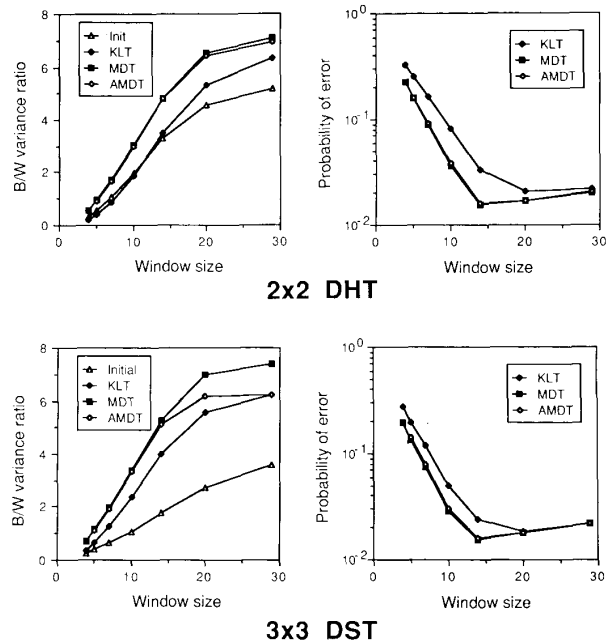 B/W variance ratio
8
6
4
2
0
Init
KLT
MDT
AMDT
0 10 20 30
Window size
Probability of error
10^0
10^-1
10^-2
KLT
MDT
AMDT
0 10 20 30
Window size
2x2 DHT
B/W variance ratio
8
6
4
2
0
Initial
KLT
MDT
AMDT
0 10 20 30
Window size
Probability of error
10^0
10^-1
10^-2
KLT
MDT
AMDT
0 10 20 30
Window size
3x3 DST